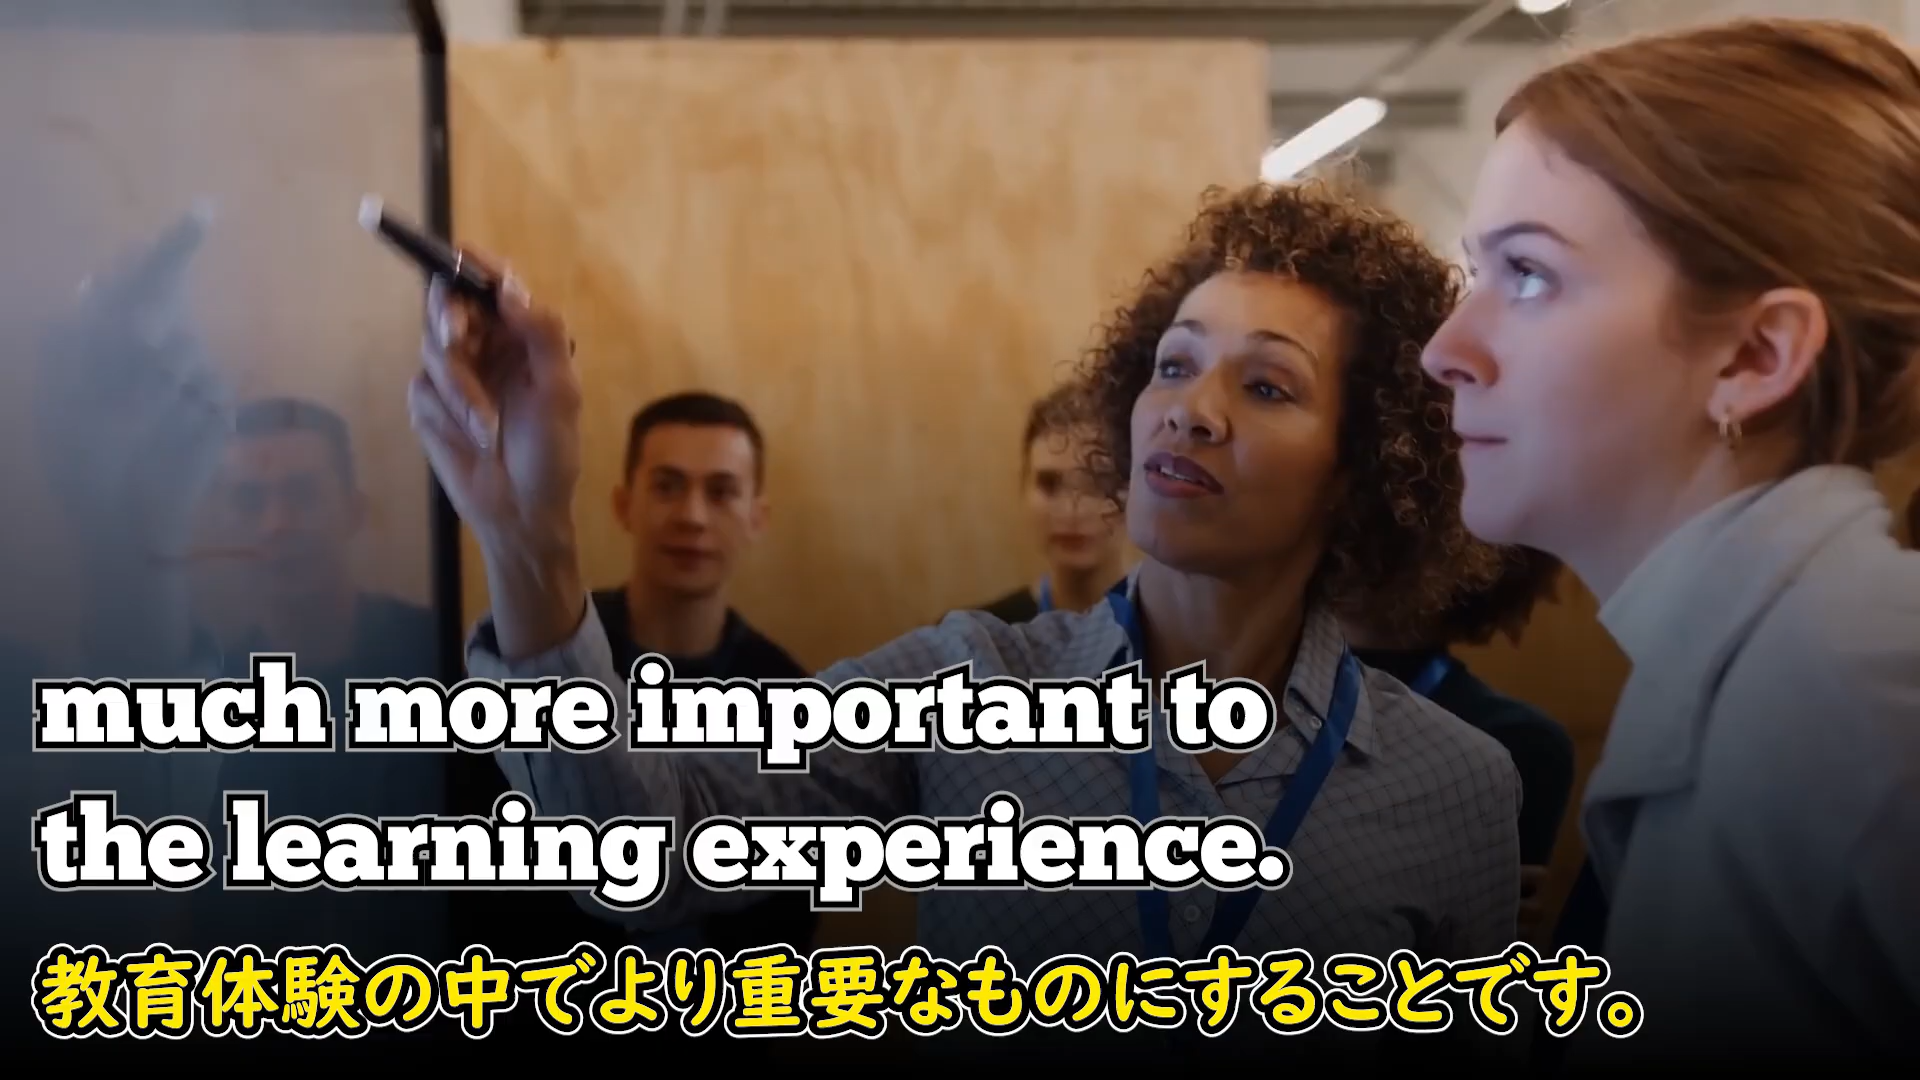 much more important to
the learning experience.
教育体験の中でより重要なものにすることです。